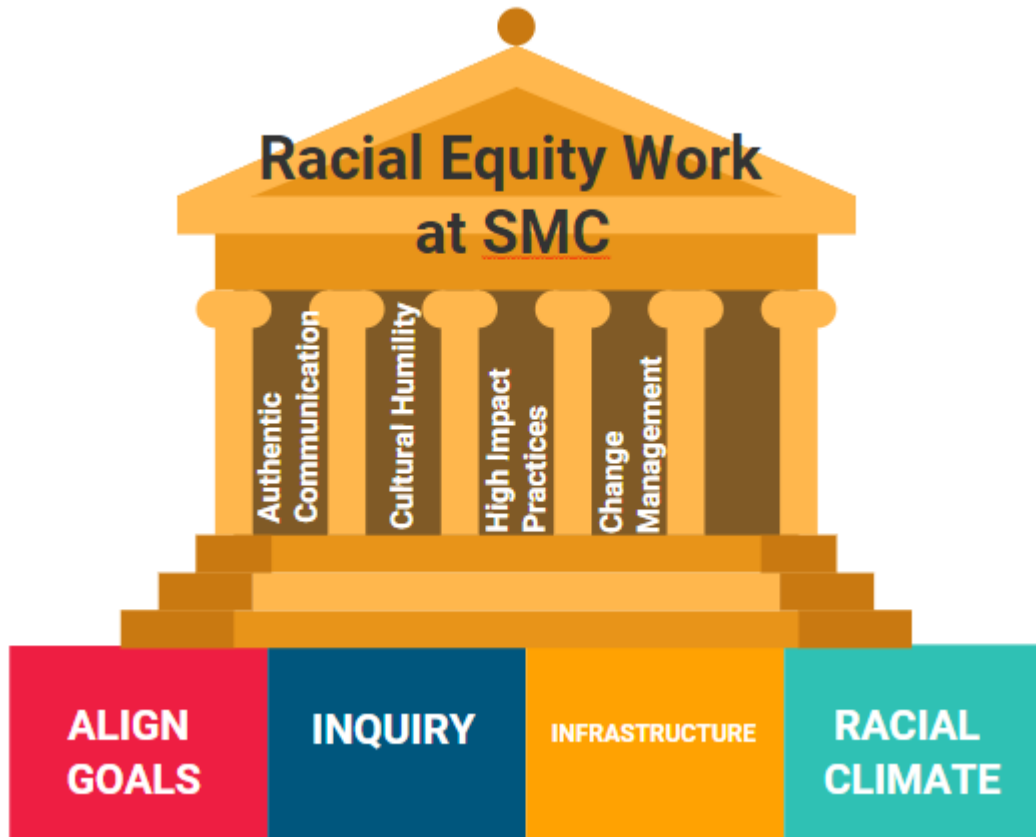 Racial Equity Work
at SMC
Authentic
Communication
Cultural Humility
High Impact
Practices
Change
Management
ALIGN
GOALS
INQUIRY
INFRASTRUCTURE
RACIAL
CLIMATE